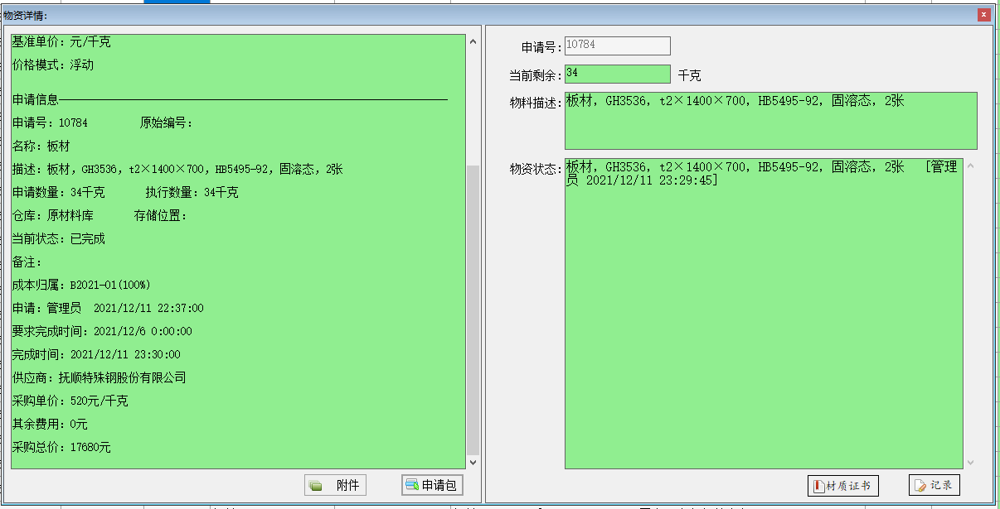 物资详情:
基准单价: 元/千克
价格模式: 浮动
申请信息
申请号: 10784 原始编号:
名称: 板材
描述: 板材, GH3536, t2×1400×700, HB5495-92, 固溶态, 2张
申请数量: 34千克 执行数量: 34千克
仓库: 原材料库 存储位置:
当前状态: 已完成
备注:
成本归属: B2021-01(100%)
申请: 管理员 2021/12/11 22:37:00
要求完成时间: 2021/12/6 0:00:00
完成时间: 2021/12/11 23:30:00
供应商: 抚顺特殊钢股份有限公司
采购单价: 520元/千克
其余费用: 0元
采购总价: 17680元
附件
申请包
申请号: 10784
当前剩余: 34 千克
物料描述: 板材, GH3536, t2×1400×700, HB5495-92, 固溶态, 2张
物资状态: 板材, GH3536, t2×1400×700, HB5495-92, 固溶态, 2张 [管理
员 2021/12/11 23:29:45]
材质证书
记录